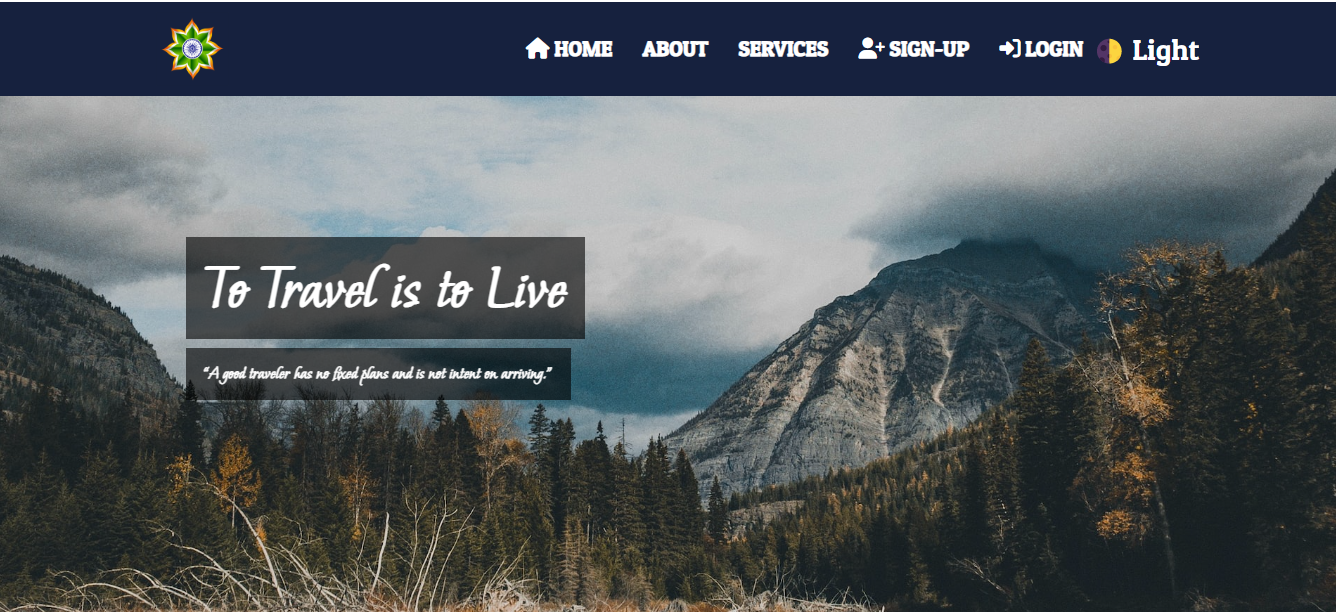 HOME ABOUT SERVICES SIGN-UP LOGIN Light
To Travel is to Live
“A good traveler has no fixed plans and is not intent on arriving.”